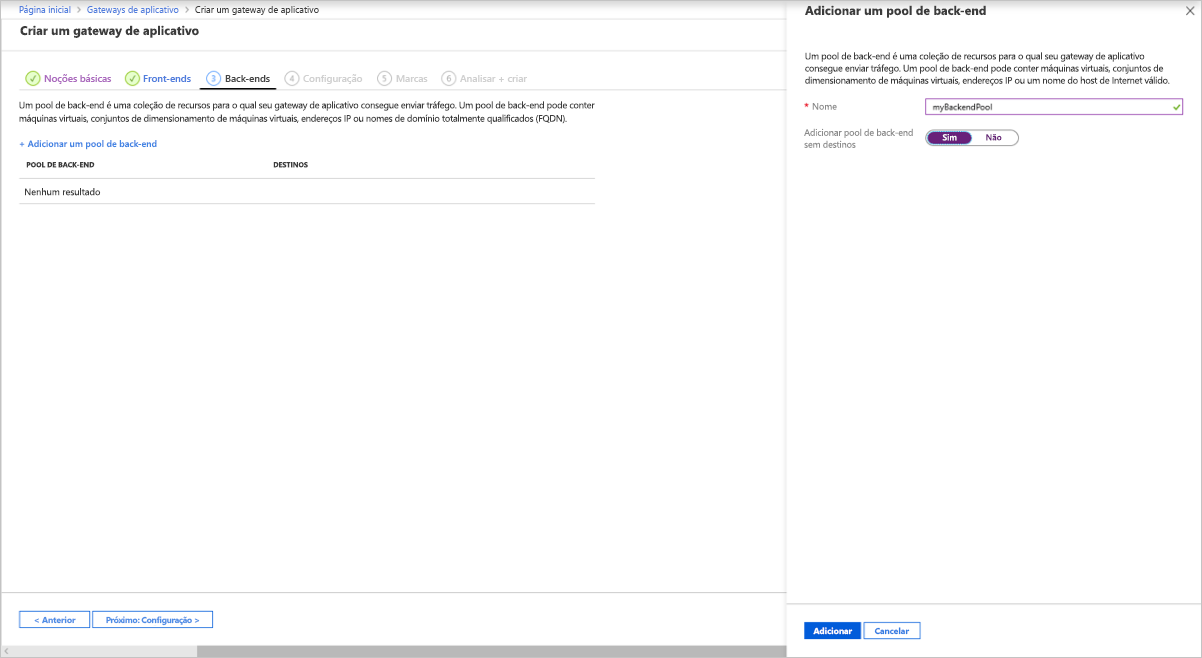 Página inicial > Gateways de aplicativo > Criar um gateway de aplicativo
Criar um gateway de aplicativo
Noções básicas Front-ends 3 Back-ends 4 Configuração 5 Marcas 6 Analisar + criar
Um pool de back-end é uma coleção de recursos para o qual seu gateway de aplicativo consegue enviar tráfego. Um pool de back-end pode conter
máquinas virtuais, conjuntos de dimensionamento de máquinas virtuais, endereços IP ou nomes de domínio totalmente qualificados (FQDN).
+ Adicionar um pool de back-end
POOL DE BACK-END DESTINOS
Nenhum resultado
< Anterior Próximo: Configuração >
Adicionar um pool de back-end
Um pool de back-end é uma coleção de recursos para o qual seu gateway de aplicativo
consegue enviar tráfego. Um pool de back-end pode conter máquinas virtuais, conjuntos de
dimensionamento de máquinas virtuais, endereços IP ou um nome do host de Internet válido.
* Nome myBackendPool
Adicionar pool de back-end
sem destinos
Sim Não
Adicionar Cancelar